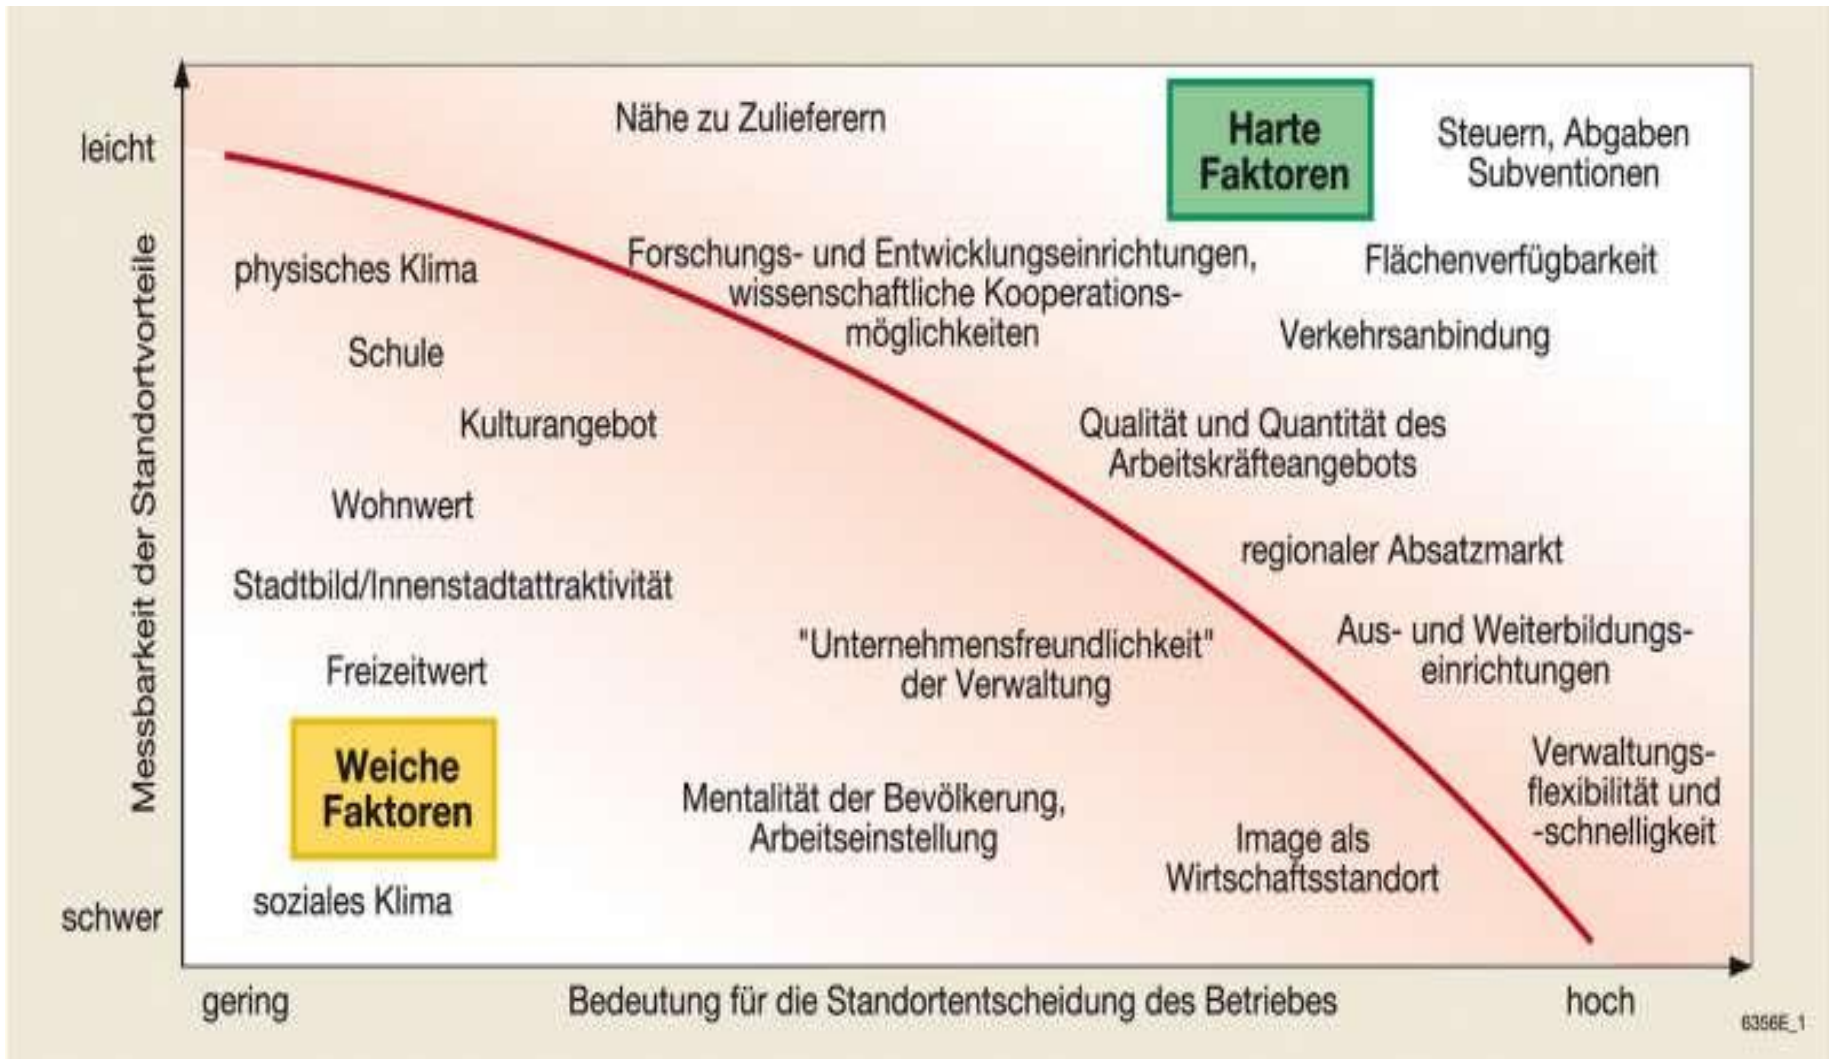 Nähe zu Zulieferern
Harte
Faktoren
Steuern, Abgaben
Subventionen
leicht
physisches Klima
Forschungs- und Entwicklungseinrichtungen,
wissenschaftliche Kooperations-
möglichkeiten
Flächenverfügbarkeit
Verkehrsanbindung
Schule
Kulturangebot
Qualität und Quantität des
Arbeitskräfteangebots
Messbarkeit der Standortvorteile
Wohnwert
regionaler Absatzmarkt
Stadtbild/Innenstadtattraktivität
"Unternehmensfreundlichkeit"
der Verwaltung
Aus- und Weiterbildungs-
einrichtungen
Freizeitwert
Weiche
Faktoren
Mentalität der Bevölkerung,
Arbeitseinstellung
Verwaltungs-
flexibilität und
-schnelligkeit
Image als
Wirtschaftsstandort
soziales Klima
schwer
gering
Bedeutung für die Standortentscheidung des Betriebes
hoch
6356E_1